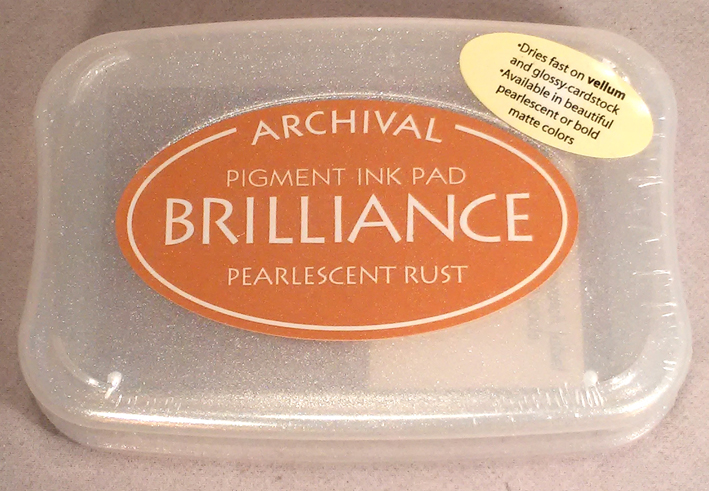 •Dries fast on vellum
and glossy cardstock
•Available in beautiful
pearlescent or bold
matte colors
ARCHIVAL
PIGMENT INK PAD
BRILLIANCE
PEARLESCENT RUST